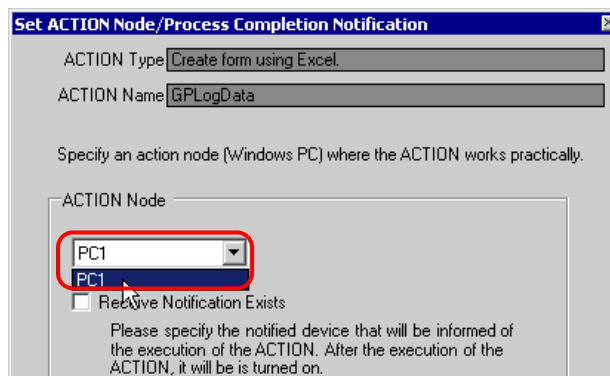 Set ACTION Node/Process Completion Notification
ACTION Type Create form using Excel.
ACTION Name GPLogData
Specify an action node (Windows PC) where the ACTION works practically.
ACTION Node
PC1
PC1
Receive Notification Exists
Please specify the notified device that will be informed of
the execution of the ACTION. After the execution of the
ACTION, it will be is turned on.